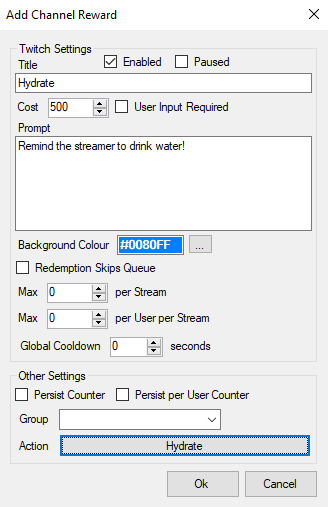 Add Channel Reward
Twitch Settings
Title Enabled Paused
Hydrate
Cost 500 User Input Required
Prompt
Remind the streamer to drink water!
Background Colour #0080FF ...
Redemption Skips Queue
Max 0 per Stream
Max 0 per User per Stream
Global Cooldown 0 seconds
Other Settings
Persist Counter Persist per User Counter
Group
Action Hydrate
Ok Cancel